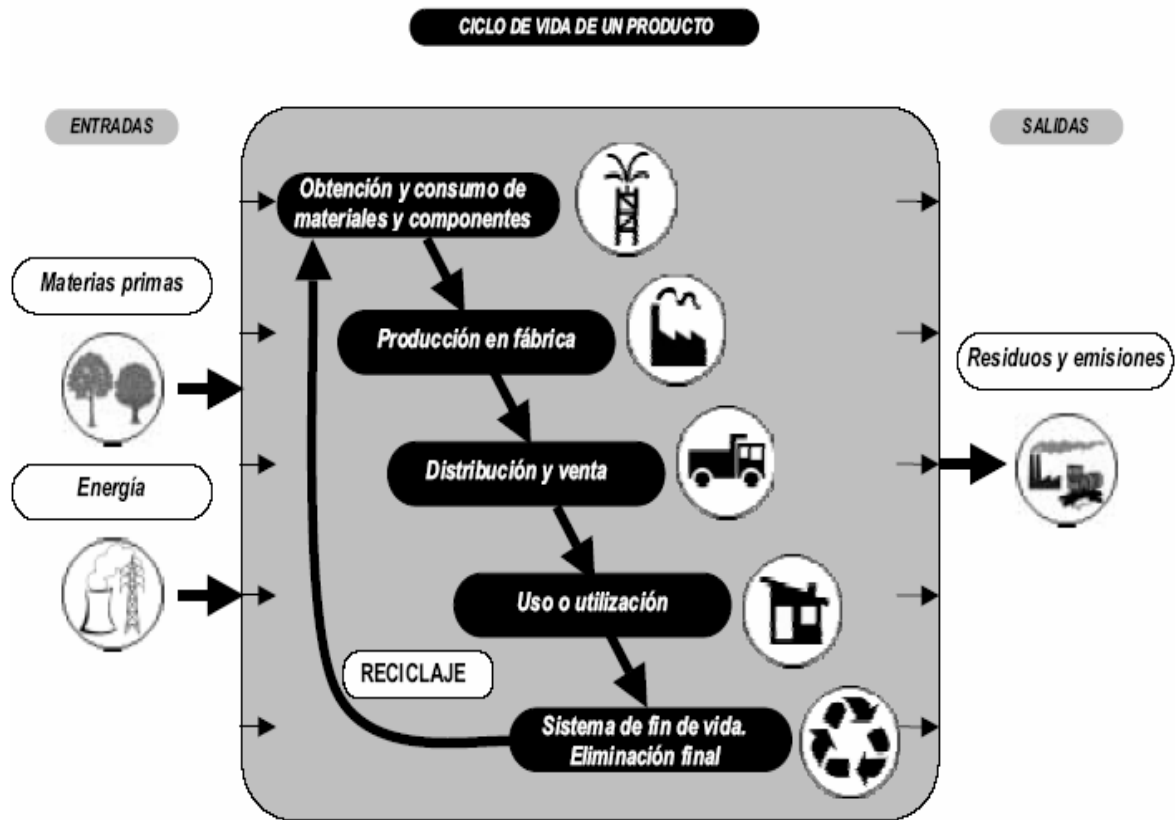 CICLO DE VIDA DE UN PRODUCTO
ENTRADAS
SALIDAS
Obtención y consumo de
materiales y componentes
Materias primas
Producción en fábrica
Residuos y emisiones
Distribución y venta
Energía
Uso o utilización
RECICLAJE
Sistema de fin de vida.
Eliminación final